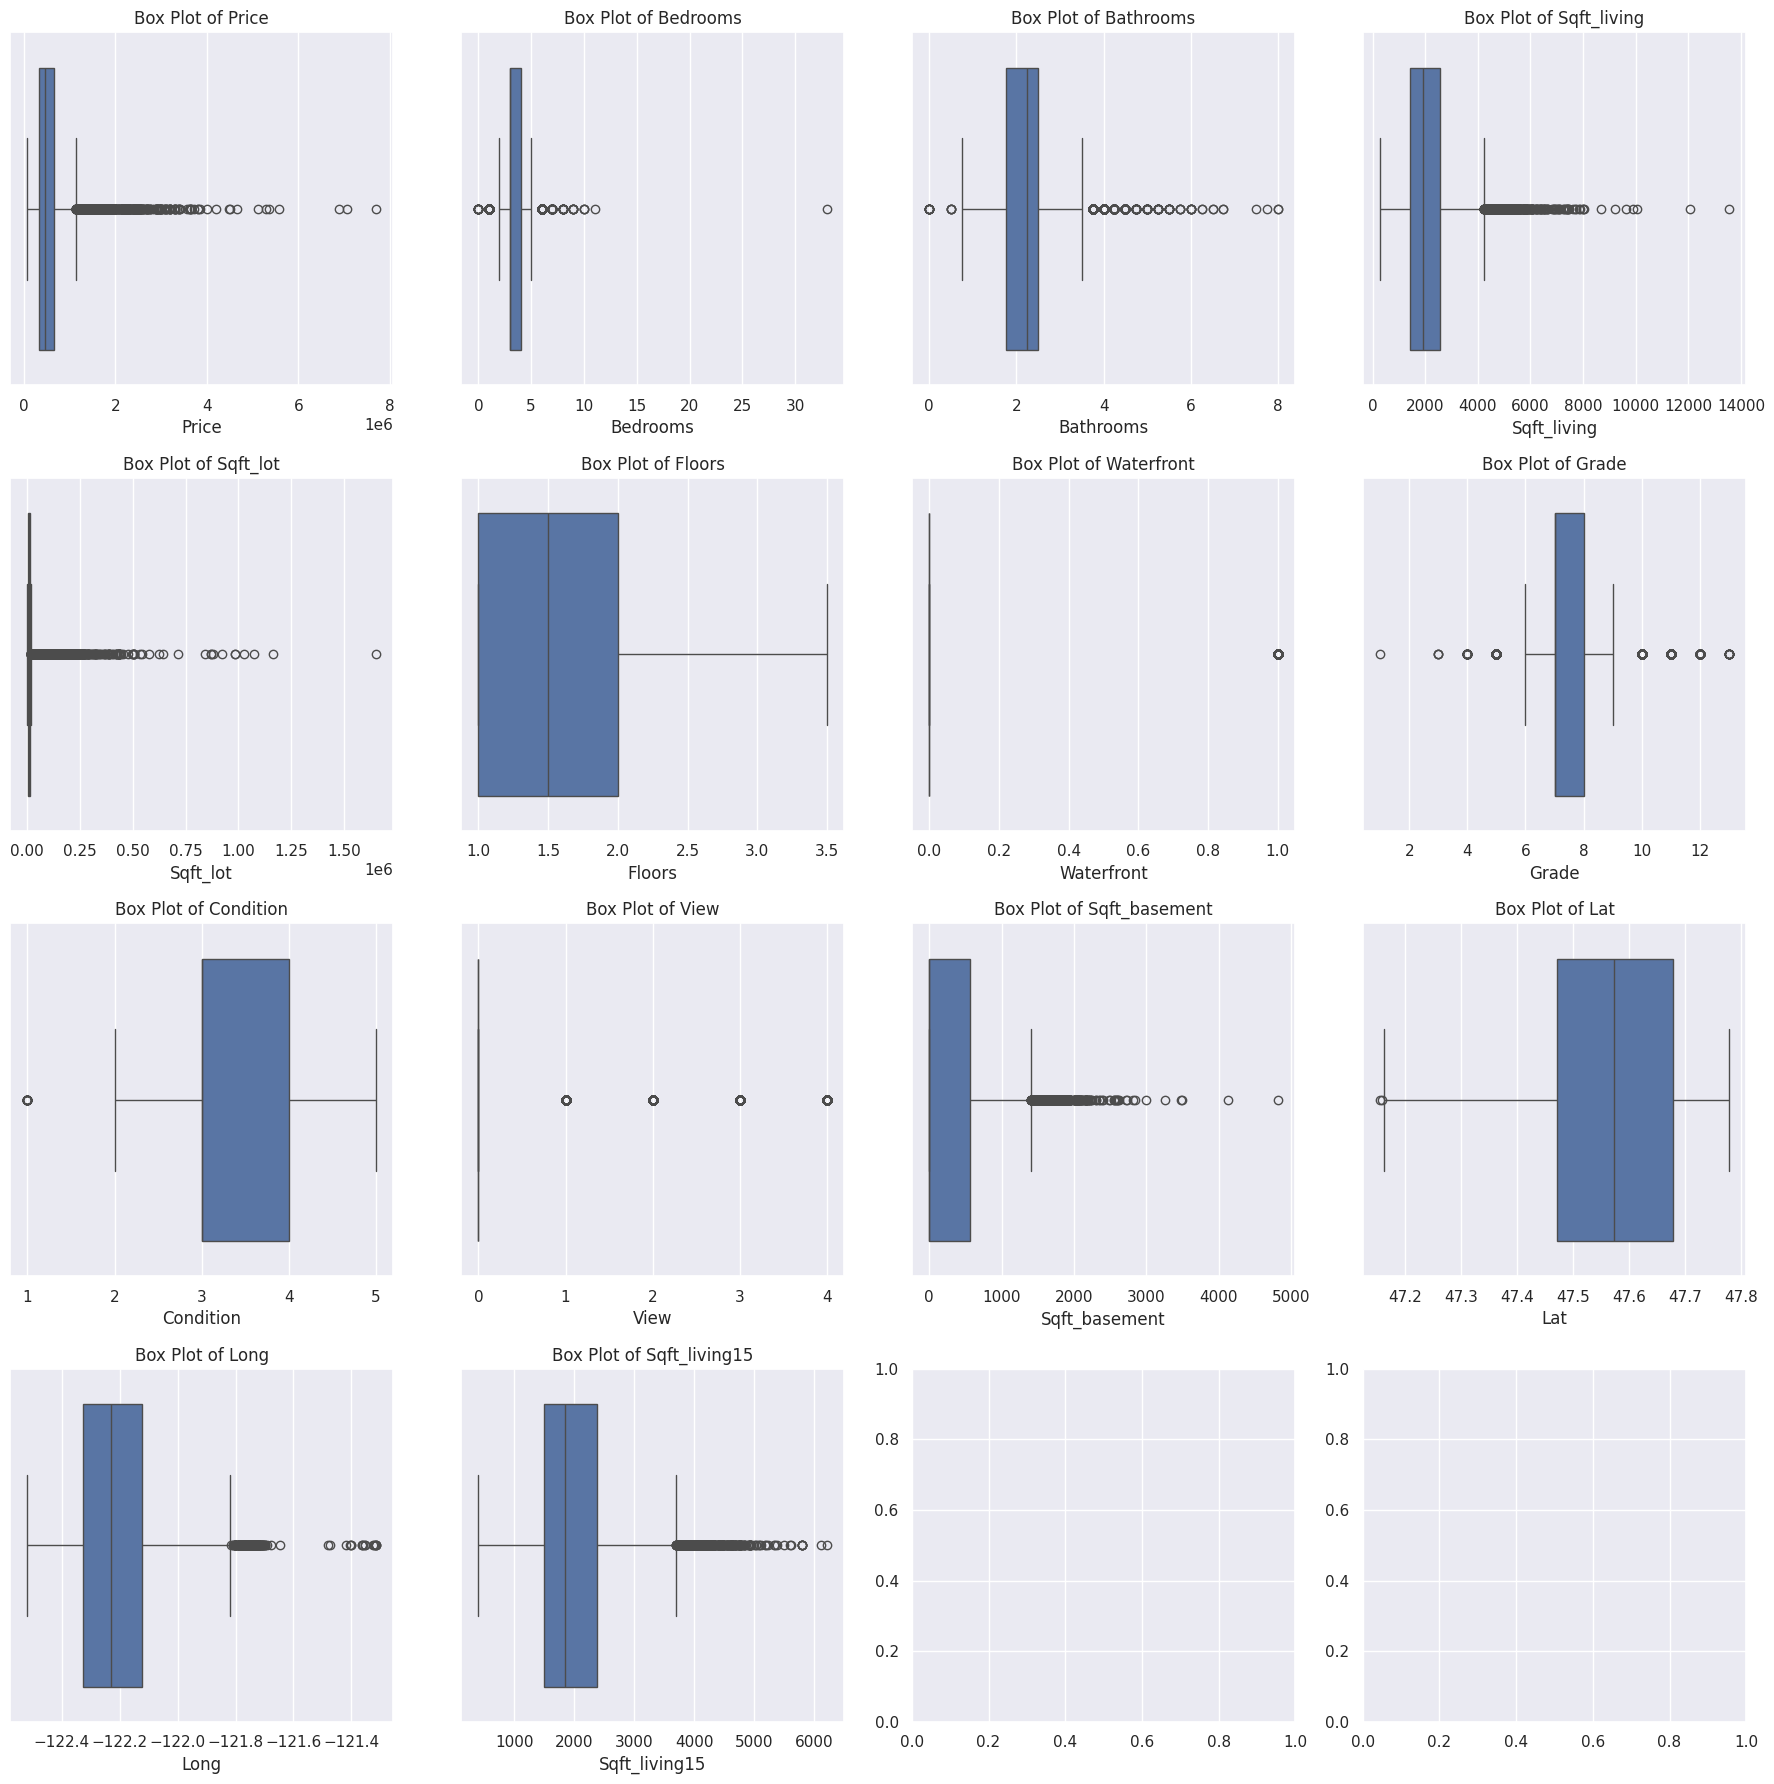 Box Plot of Price
0 2 4 6 8
1e6
Price
Box Plot of Bedrooms
0 5 10 15 20 25 30
Bedrooms
Box Plot of Bathrooms
0 2 4 6 8
Bathrooms
Box Plot of Sqft_living
0 2000 4000 6000 8000 10000 12000 14000
Sqft_living
Box Plot of Sqft_lot
0.00 0.25 0.50 0.75 1.00 1.25 1.50
1e6
Sqft_lot
Box Plot of Floors
1.0 1.5 2.0 2.5 3.0 3.5
Floors
Box Plot of Waterfront
0.0 0.2 0.4 0.6 0.8 1.0
Waterfront
Box Plot of Grade
2 4 6 8 10 12
Grade
Box Plot of Condition
1 2 3 4 5
Condition
Box Plot of View
0 1 2 3 4
View
Box Plot of Sqft_basement
0 1000 2000 3000 4000 5000
Sqft_basement
Box Plot of Lat
47.2 47.3 47.4 47.5 47.6 47.7 47.8
Lat
Box Plot of Long
−122.4 −122.2 −122.0 −121.8 −121.6 −121.4
Long
Box Plot of Sqft_living15
1000 2000 3000 4000 5000 6000
Sqft_living15
1.0
0.8
0.6
0.4
0.2
0.0
0.0 0.2 0.4 0.6 0.8 1.0
1.0
0.8
0.6
0.4
0.2
0.0
0.0 0.2 0.4 0.6 0.8 1.0